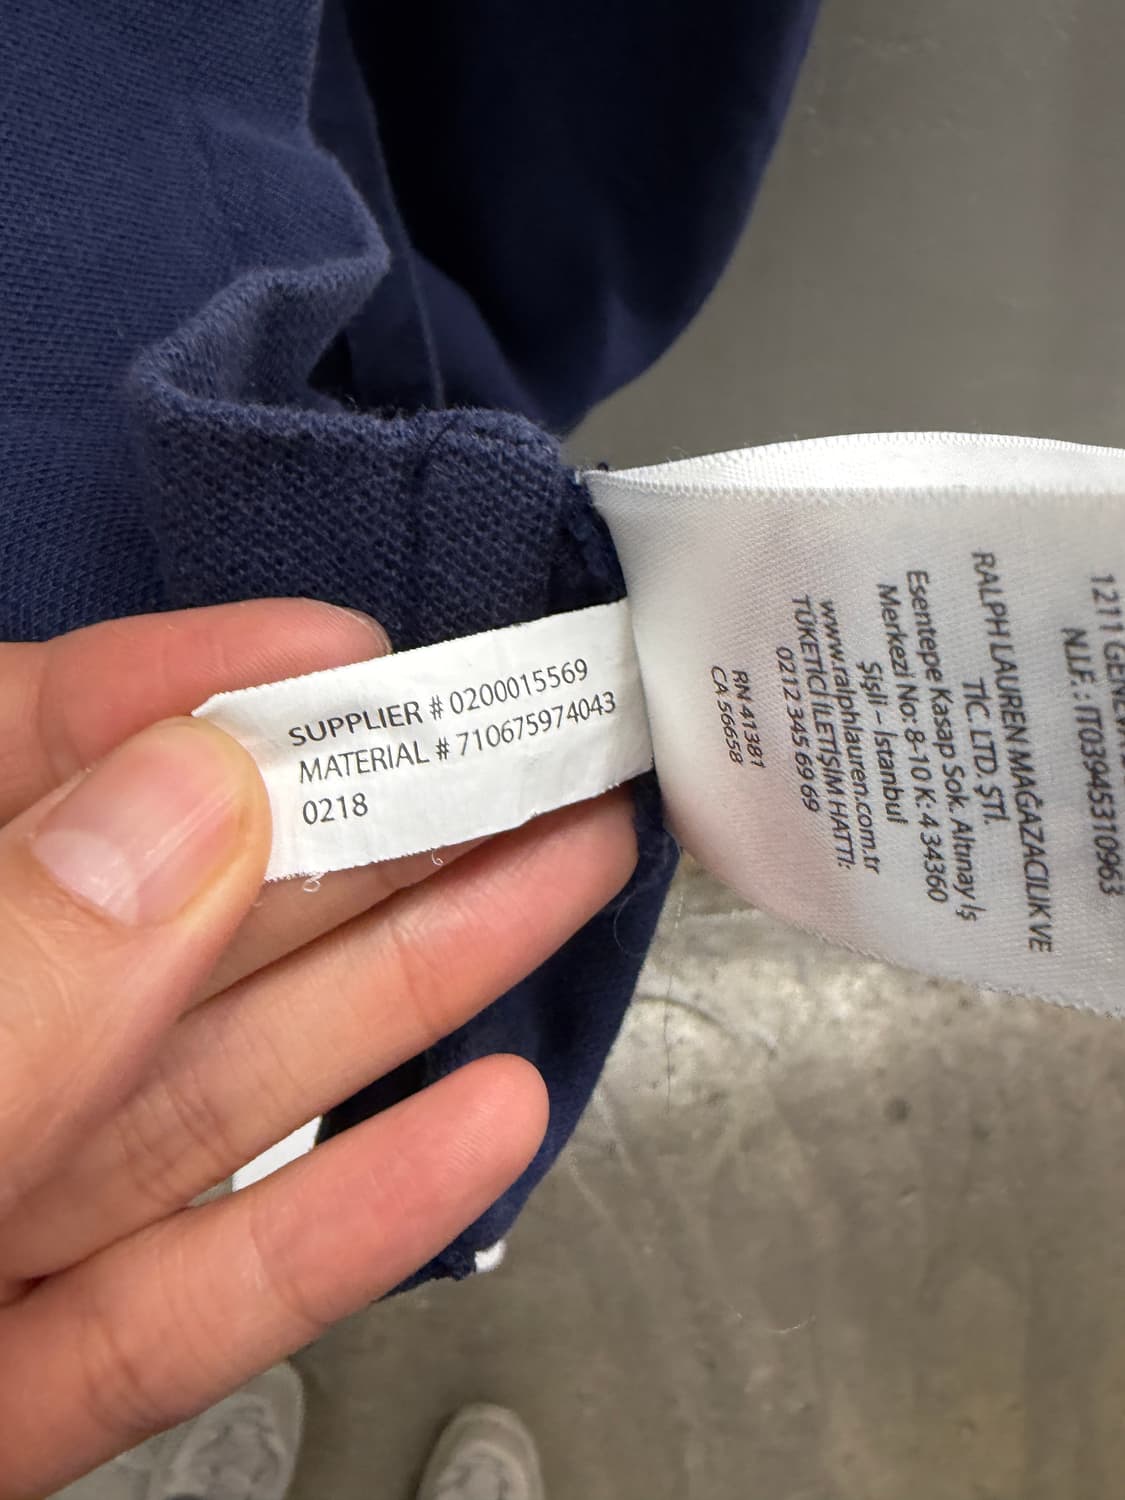 SUPPLIER # 0200015569
MATERIAL # 710675974043
0218
1211
N.I.F.: IT03945310963
RALPH LAUREN MAĞAZACILIK VE
TİC. LTD. ŞTİ.
Esentepe Kasap Sok. Altınay İş
Merkezi No: 8-10 K: 4 34360
Şişli – İstanbul
www.ralphlauren.com.tr
TÜKETİCİ İLETİŞİM HATTI:
0212 345 69 69
RN 41381
CA 56658